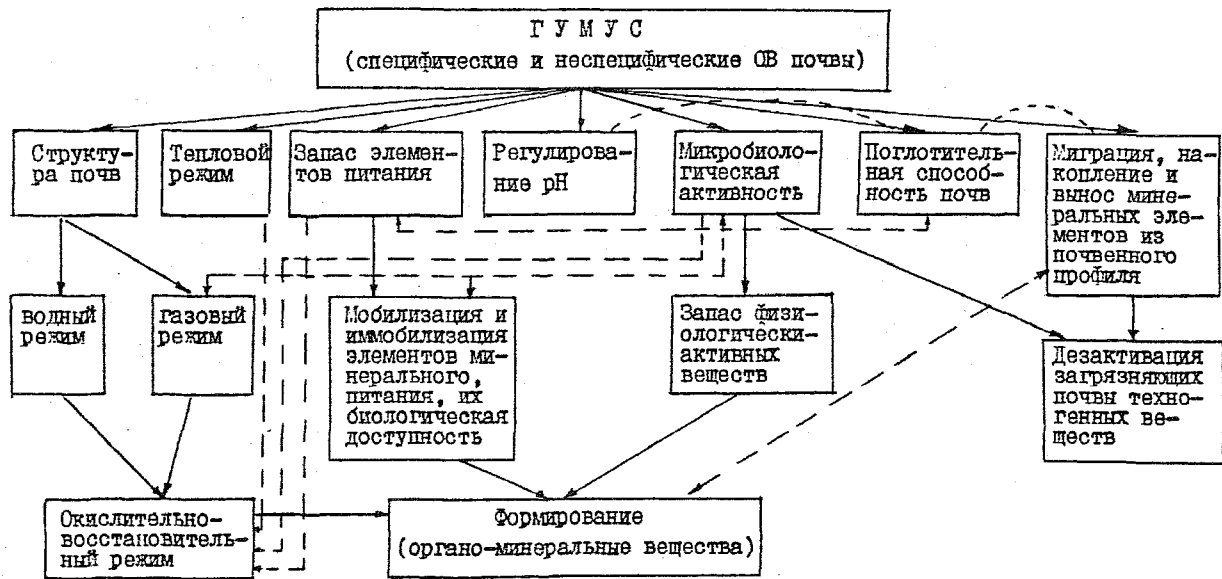 Г У М У С
(специфические и неспецифические ОВ почвы)
Структу-
ра почв
Тепловой
режим
Запас элемен-
тов питания
Регулирова-
ние рН
Микробиоло-
гическая
активность
Поглотитель-
ная способ-
ность почв
Миграция, на-
копление и
вынос мине-
ральных эле-
ментов из
почвенного
профиля
водный
режим
газовый
режим
Мобилизация и
иммобилизация
элементов ми-
нерального,
питания, их
биологическая
доступность
Запас физи-
ологически-
активных
веществ
Дезактивация
загрязняющих
почвы техно-
генных ве-
ществ
Окислительно-
восстановитель-
ный режим
Формирование
(органо-минеральные вещества)